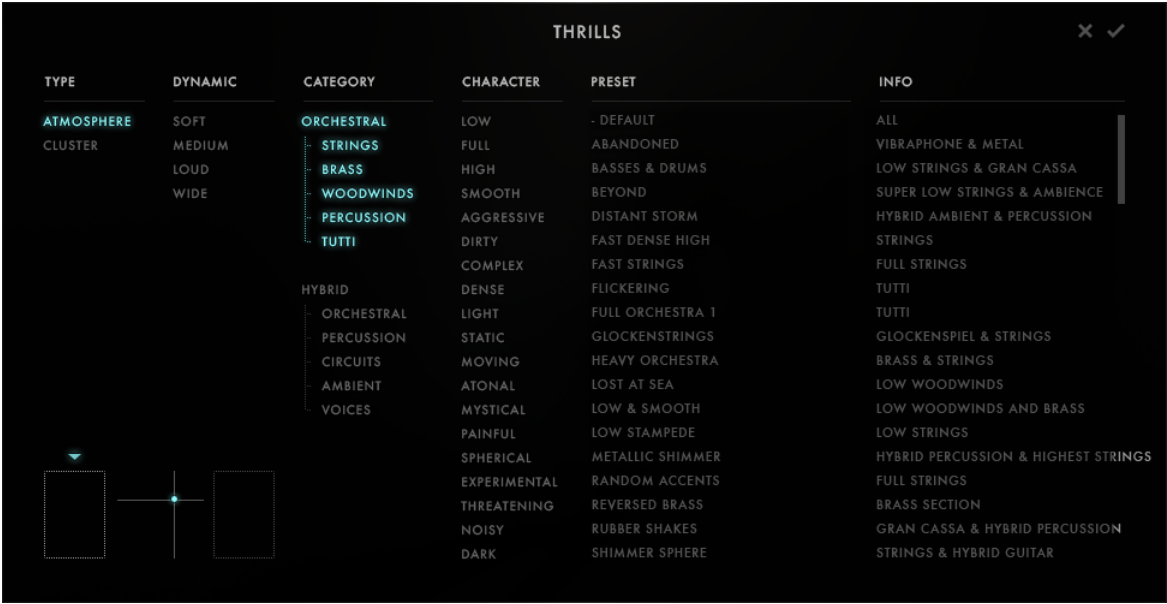 THRILLS
TYPE DYNAMIC CATEGORY CHARACTER PRESET INFO
ATMOSPHERE SOFT ORCHESTRAL LOW - DEFAULT ALL
CLUSTER MEDIUM STRINGS FULL ABANDONED VIBRAPHONE & METAL
LOUD BRASS HIGH BASSES & DRUMS LOW STRINGS & GRAN CASSA
WIDE WOODWINDS SMOOTH BEYOND SUPER LOW STRINGS & AMBIENCE
PERCUSSION AGGRESSIVE DISTANT STORM HYBRID AMBIENT & PERCUSSION
TUTTI DIRTY FAST DENSE HIGH STRINGS
COMPLEX FAST STRINGS FULL STRINGS
HYBRID DENSE FLICKERING TUTTI
ORCHESTRAL LIGHT FULL ORCHESTRA 1 TUTTI
PERCUSSION STATIC GLOCKENSTRINGS GLOCKENSPIEL & STRINGS
CIRCUITS MOVING HEAVY ORCHESTRA BRASS & STRINGS
AMBIENT ATONAL LOST AT SEA LOW WOODWINDS
VOICES MYSTICAL LOW & SMOOTH LOW WOODWINDS AND BRASS
PAINFUL LOW STAMPEDE LOW STRINGS
SPHERICAL METALLIC SHIMMER HYBRID PERCUSSION & HIGHEST STRINGS
EXPERIMENTAL RANDOM ACCENTS FULL STRINGS
THREATENING REVERSED BRASS BRASS SECTION
NOISY RUBBER SHAKES GRAN CASSA & HYBRID PERCUSSION
DARK SHIMMER SPHERE STRINGS & HYBRID GUITAR